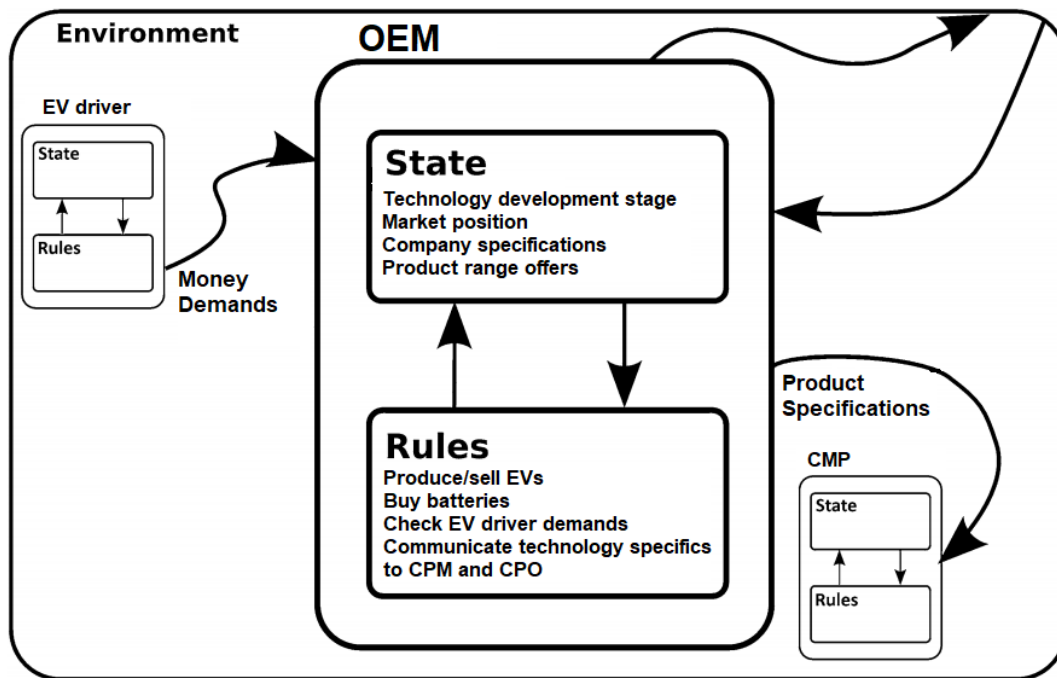 Environment
OEM
EV driver
State
Rules
Money
Demands
State
Technology development stage
Market position
Company specifications
Product range offers
Rules
Produce/sell EVs
Buy batteries
Check EV driver demands
Communicate technology specifics
to CPM and CPO
Product
Specifications
CMP
State
Rules